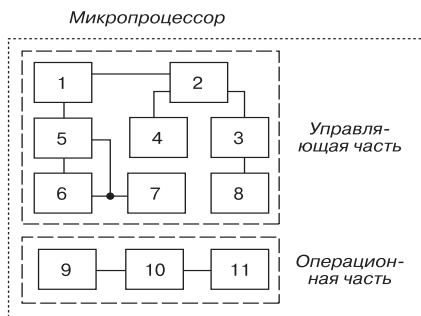 Микропроцессор
1
2
5
4
3
6
7
8
Управля-
ющая часть
9
10
11
Операцион-
ная часть